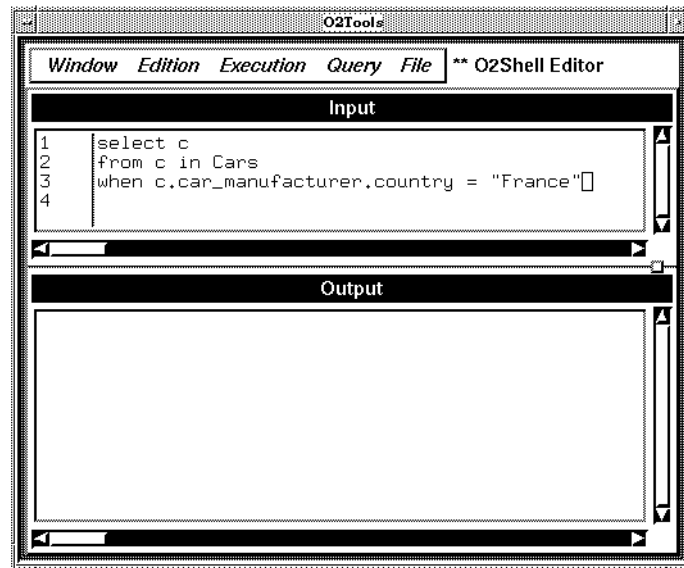 O2Tools
Window Edition Execution Query File ** O2Shell Editor
Input
1 select c
2 from c in Cars
3 when c.car_manufacturer.country = "France"
4
Output